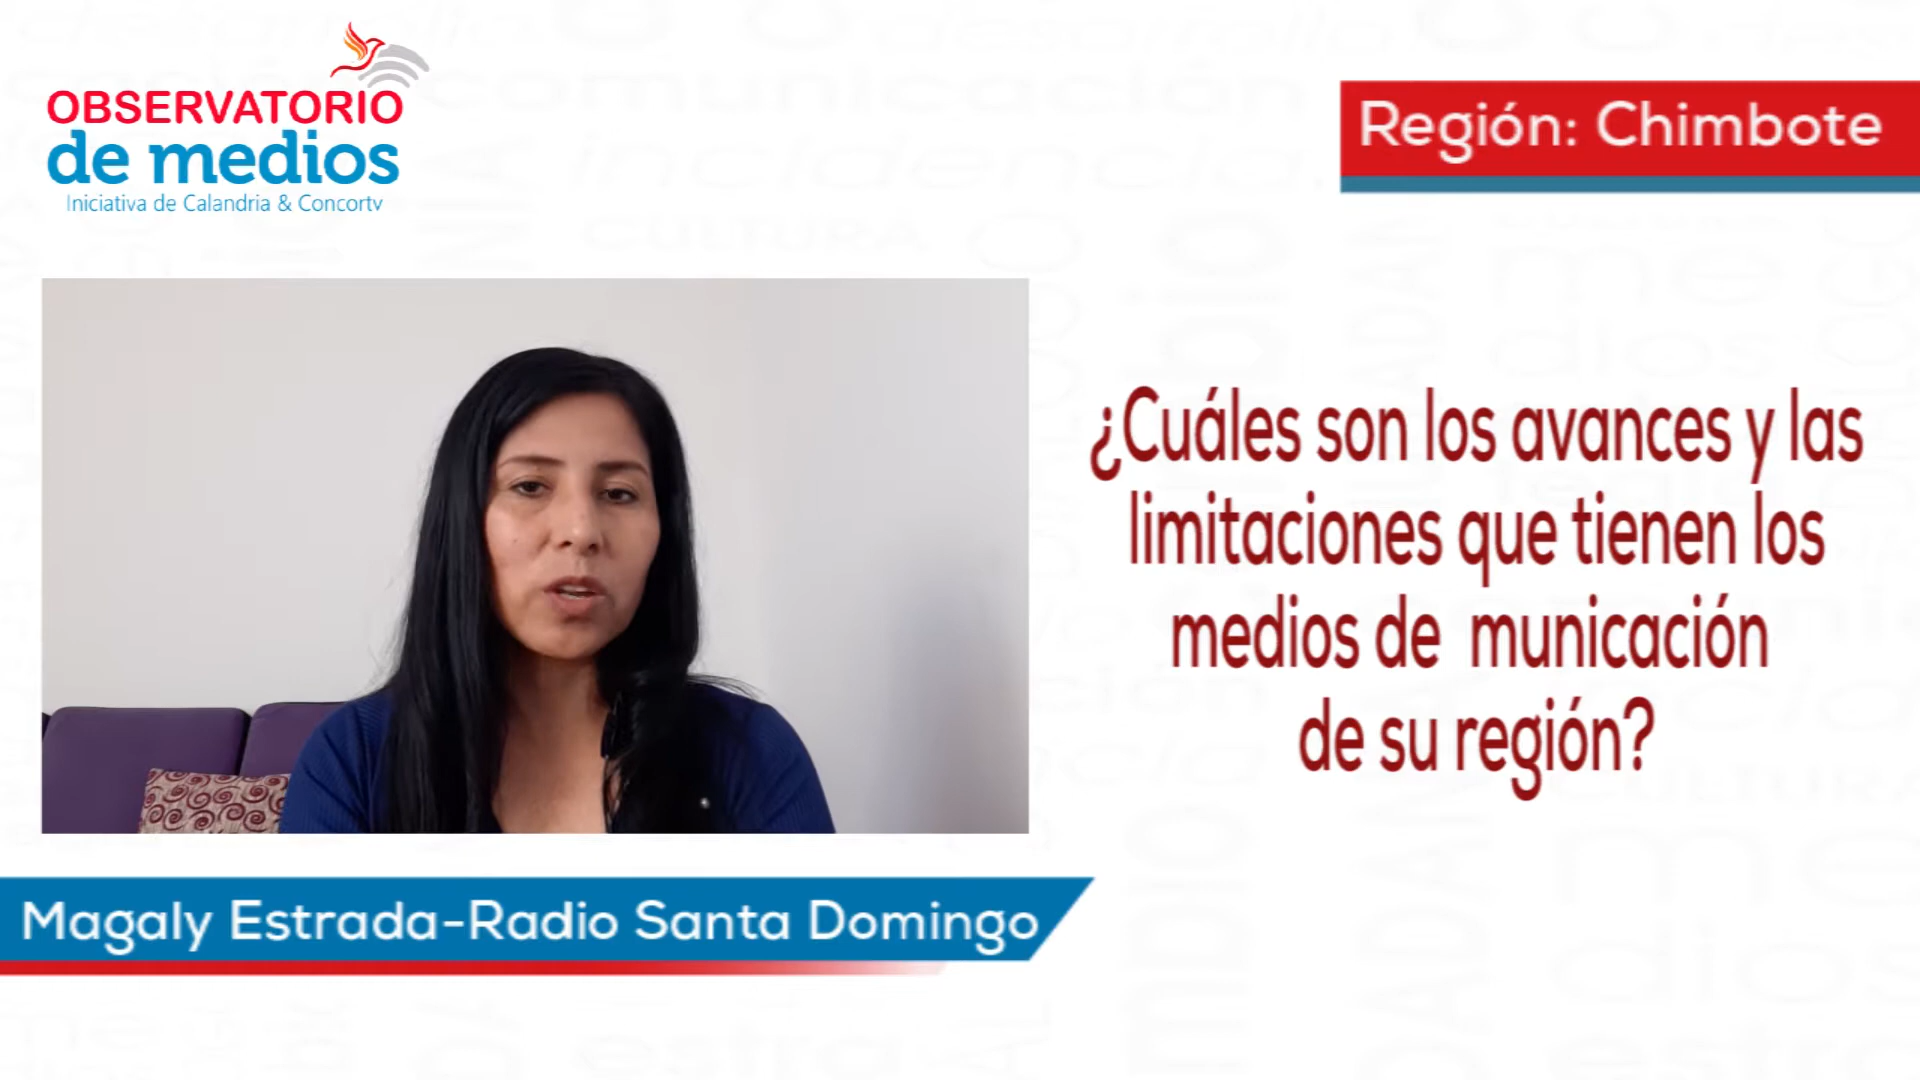 OBSERVATORIO
de medios
Iniciativa de Calandria & Concortv
Región: Chimbote
¿Cuáles son los avances y las
limitaciones que tienen los
medios de municación
de su región?
Magaly Estrada-Radio Santa Domingo